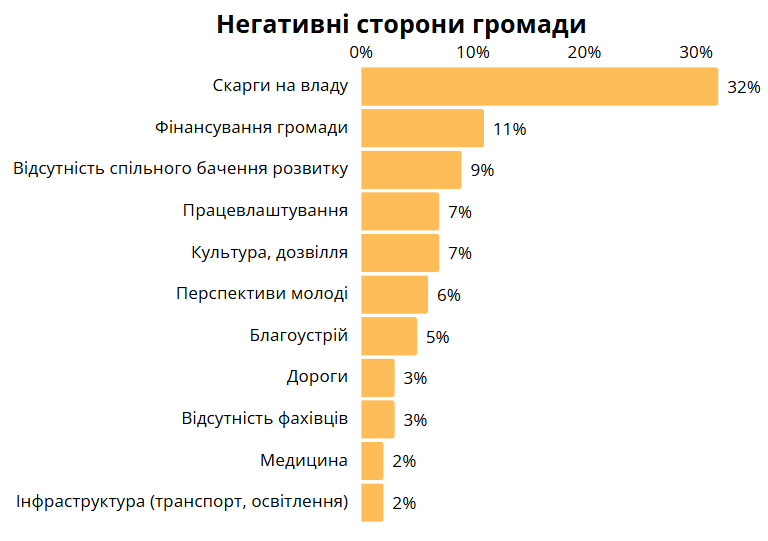 Негативні сторони громади
0% 10% 20% 30%
Скарги на владу 32%
Фінансування громади 11%
Відсутність спільного бачення розвитку 9%
Працевлаштування 7%
Культура, дозвілля 7%
Перспективи молоді 6%
Благоустрій 5%
Дороги 3%
Відсутність фахівців 3%
Медицина 2%
Інфраструктура (транспорт, освітлення) 2%